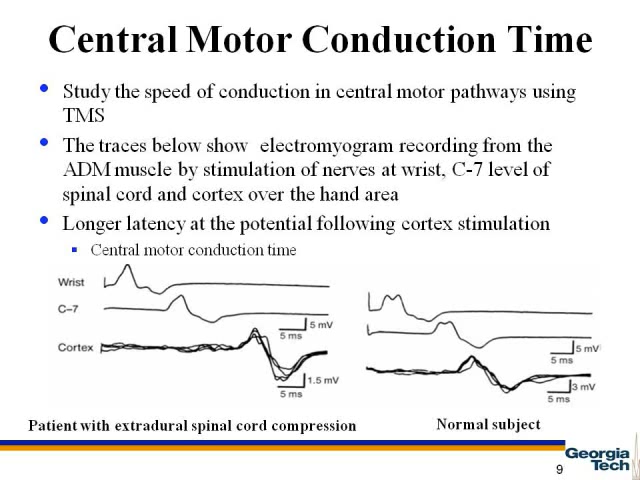 Central Motor Conduction Time
• Study the speed of conduction in central motor pathways using
TMS
• The traces below show electromyogram recording from the
ADM muscle by stimulation of nerves at wrist, C-7 level of
spinal cord and cortex over the hand area
• Longer latency at the potential following cortex stimulation
▪ Central motor conduction time
Wrist
C–7
5 mV
5 ms
Cortex
1.5 mV
5 ms
5 mV
5 ms
3 mV
5 ms
Patient with extradural spinal cord compression
Normal subject
Georgia
Tech
9